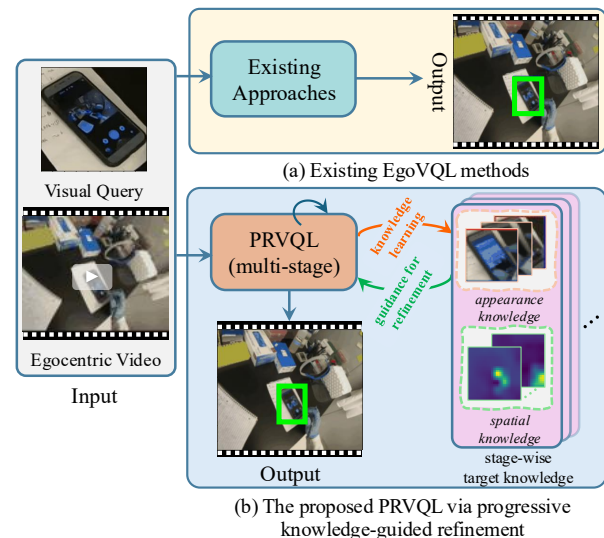 Visual Query
Egocentric Video
Input
Existing
Approaches
Output
(a) Existing EgoVQL methods
PRVQL
(multi-stage)
knowledge
learning
guidance for
refinement
Output
appearance
knowledge
spatial
knowledge
stage-wise
target knowledge
(b) The proposed PRVQL via progressive
knowledge-guided refinement